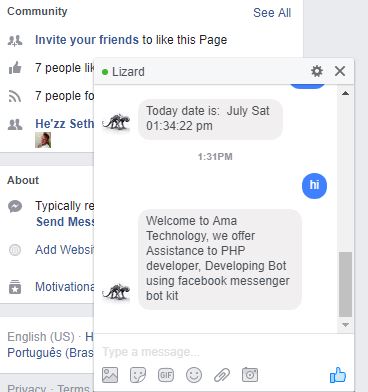 Community
See All
Invite your friends to like this Page
7 people lik
7 people fo
He'zz Seth
About
Typically re
Send Mess
Add Websi
Motivationa
English (US) · H
Português (Bras
Privacy · Terms
Lizard
Today date is: July Sat
01:34:22 pm
1:31PM
hi
Welcome to Ama
Technology, we offer
Assistance to PHP
developer, Developing Bot
using facebook messenger
bot kit
Type a message...
GIF